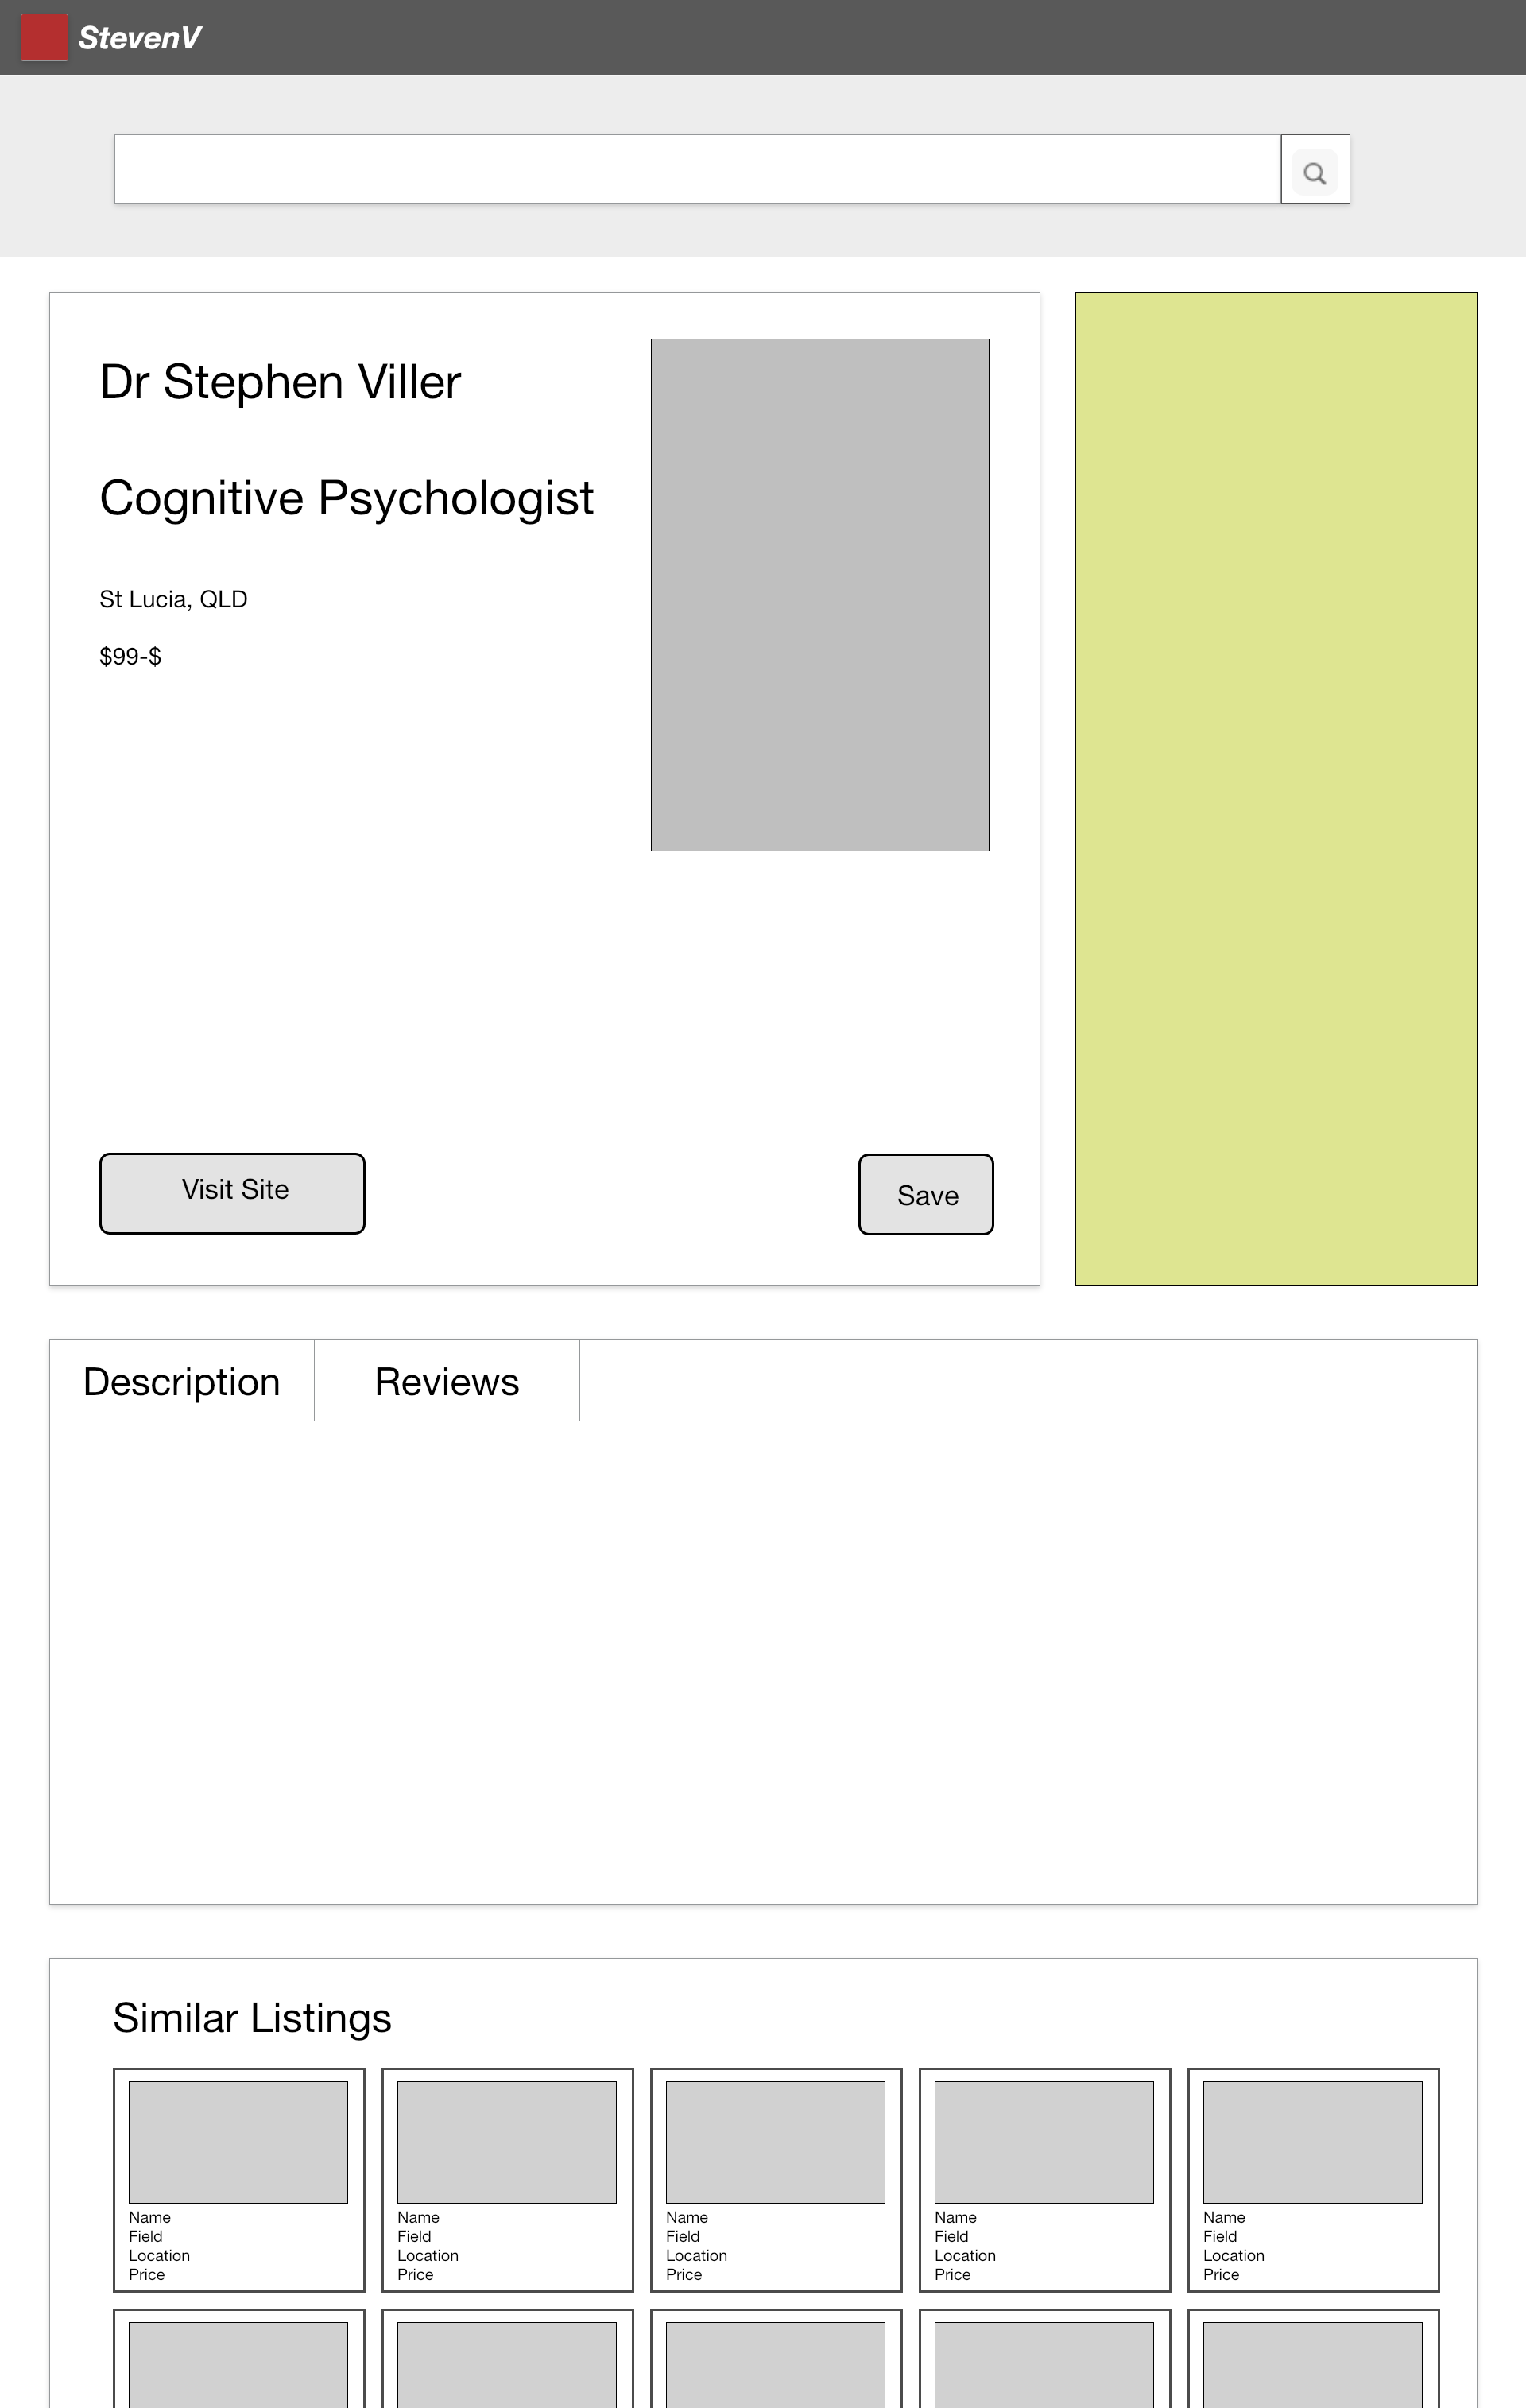 StevenV
Dr Stephen Viller
Cognitive Psychologist
St Lucia, QLD
$99-$
Visit Site
Save
Description
Reviews
Similar Listings
Name
Field
Location
Price
Name
Field
Location
Price
Name
Field
Location
Price
Name
Field
Location
Price
Name
Field
Location
Price